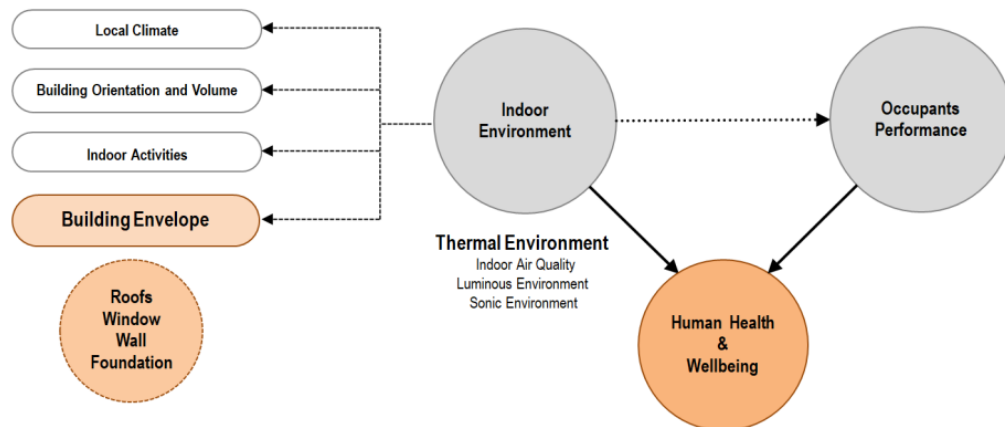 Local Climate
Building Orientation and Volume
Indoor Activities
Building Envelope
Roofs
Window
Wall
Foundation
Indoor
Environment
Thermal Environment
Indoor Air Quality
Luminous Environment
Sonic Environment
Occupants
Performance
Human Health
&
Wellbeing